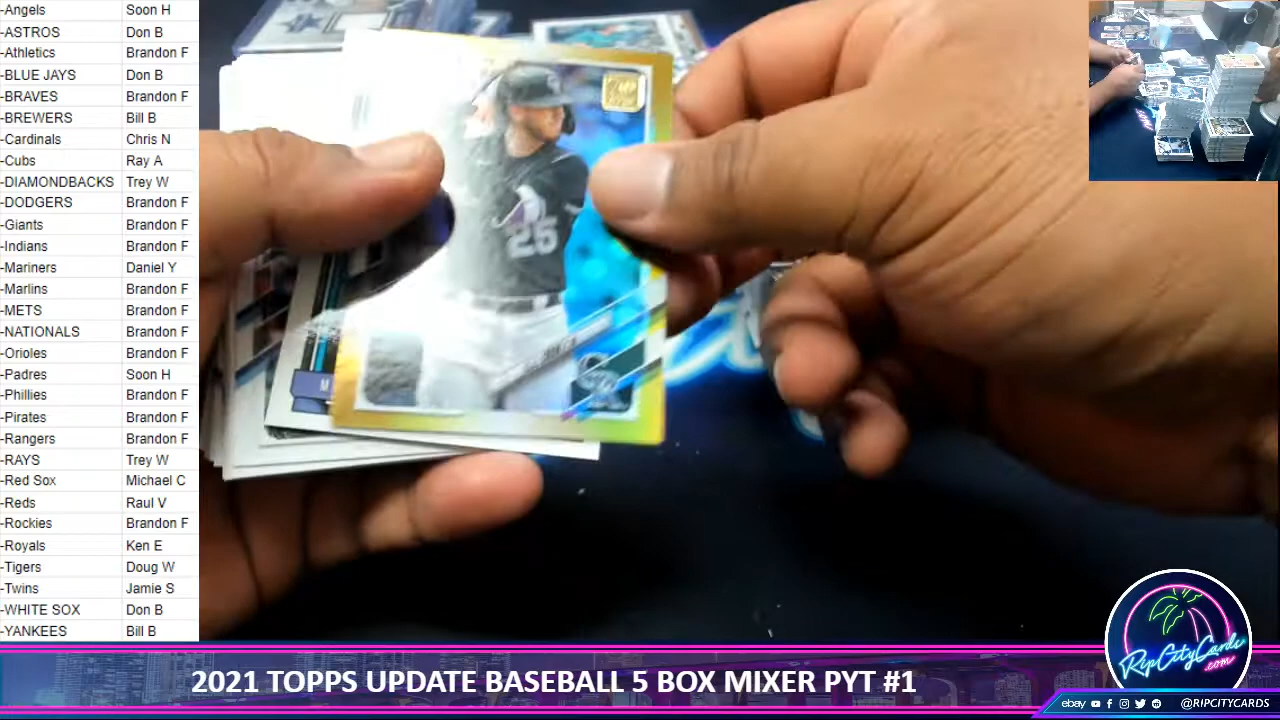 -Angels Soon H
-ASTROS Don B
-Athletics Brandon F
-BLUE JAYS Don B
-BRAVES Brandon F
-BREWERS Bill B
-Cardinals Chris N
-Cubs Ray A
-DIAMONDBACKS Trey W
-DODGERS Brandon F
-Giants Brandon F
-Indians Brandon F
-Mariners Daniel Y
-Marlins Brandon F
-METS Brandon F
-NATIONALS Brandon F
-Orioles Brandon F
-Padres Soon H
-Phillies Brandon F
-Pirates Brandon F
-Rangers Brandon F
-RAYS Trey W
-Red Sox Michael C
-Reds Raul V
-Rockies Brandon F
-Royals Ken E
-Tigers Doug W
-Twins Jamie S
-WHITE SOX Don B
-YANKEES Bill B
25
M
RipCityCards
.com
2021 TOPPS UPDATE BASEBALL 5 BOX MIXER PYT #1
ebay @RIPCITYCARDS